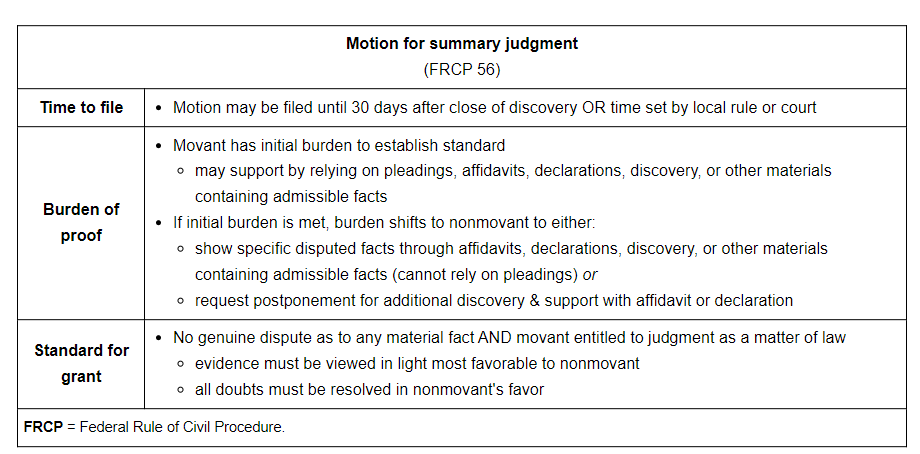 Motion for summary judgment
(FRCP 56)
Time to file
• Motion may be filed until 30 days after close of discovery OR time set by local rule or court
Burden of
proof
• Movant has initial burden to establish standard
◦ may support by relying on pleadings, affidavits, declarations, discovery, or other materials
containing admissible facts
• If initial burden is met, burden shifts to nonmovant to either:
◦ show specific disputed facts through affidavits, declarations, discovery, or other materials
containing admissible facts (cannot rely on pleadings) or
◦ request postponement for additional discovery & support with affidavit or declaration
Standard for
grant
• No genuine dispute as to any material fact AND movant entitled to judgment as a matter of law
◦ evidence must be viewed in light most favorable to nonmovant
◦ all doubts must be resolved in nonmovant's favor
FRCP = Federal Rule of Civil Procedure.